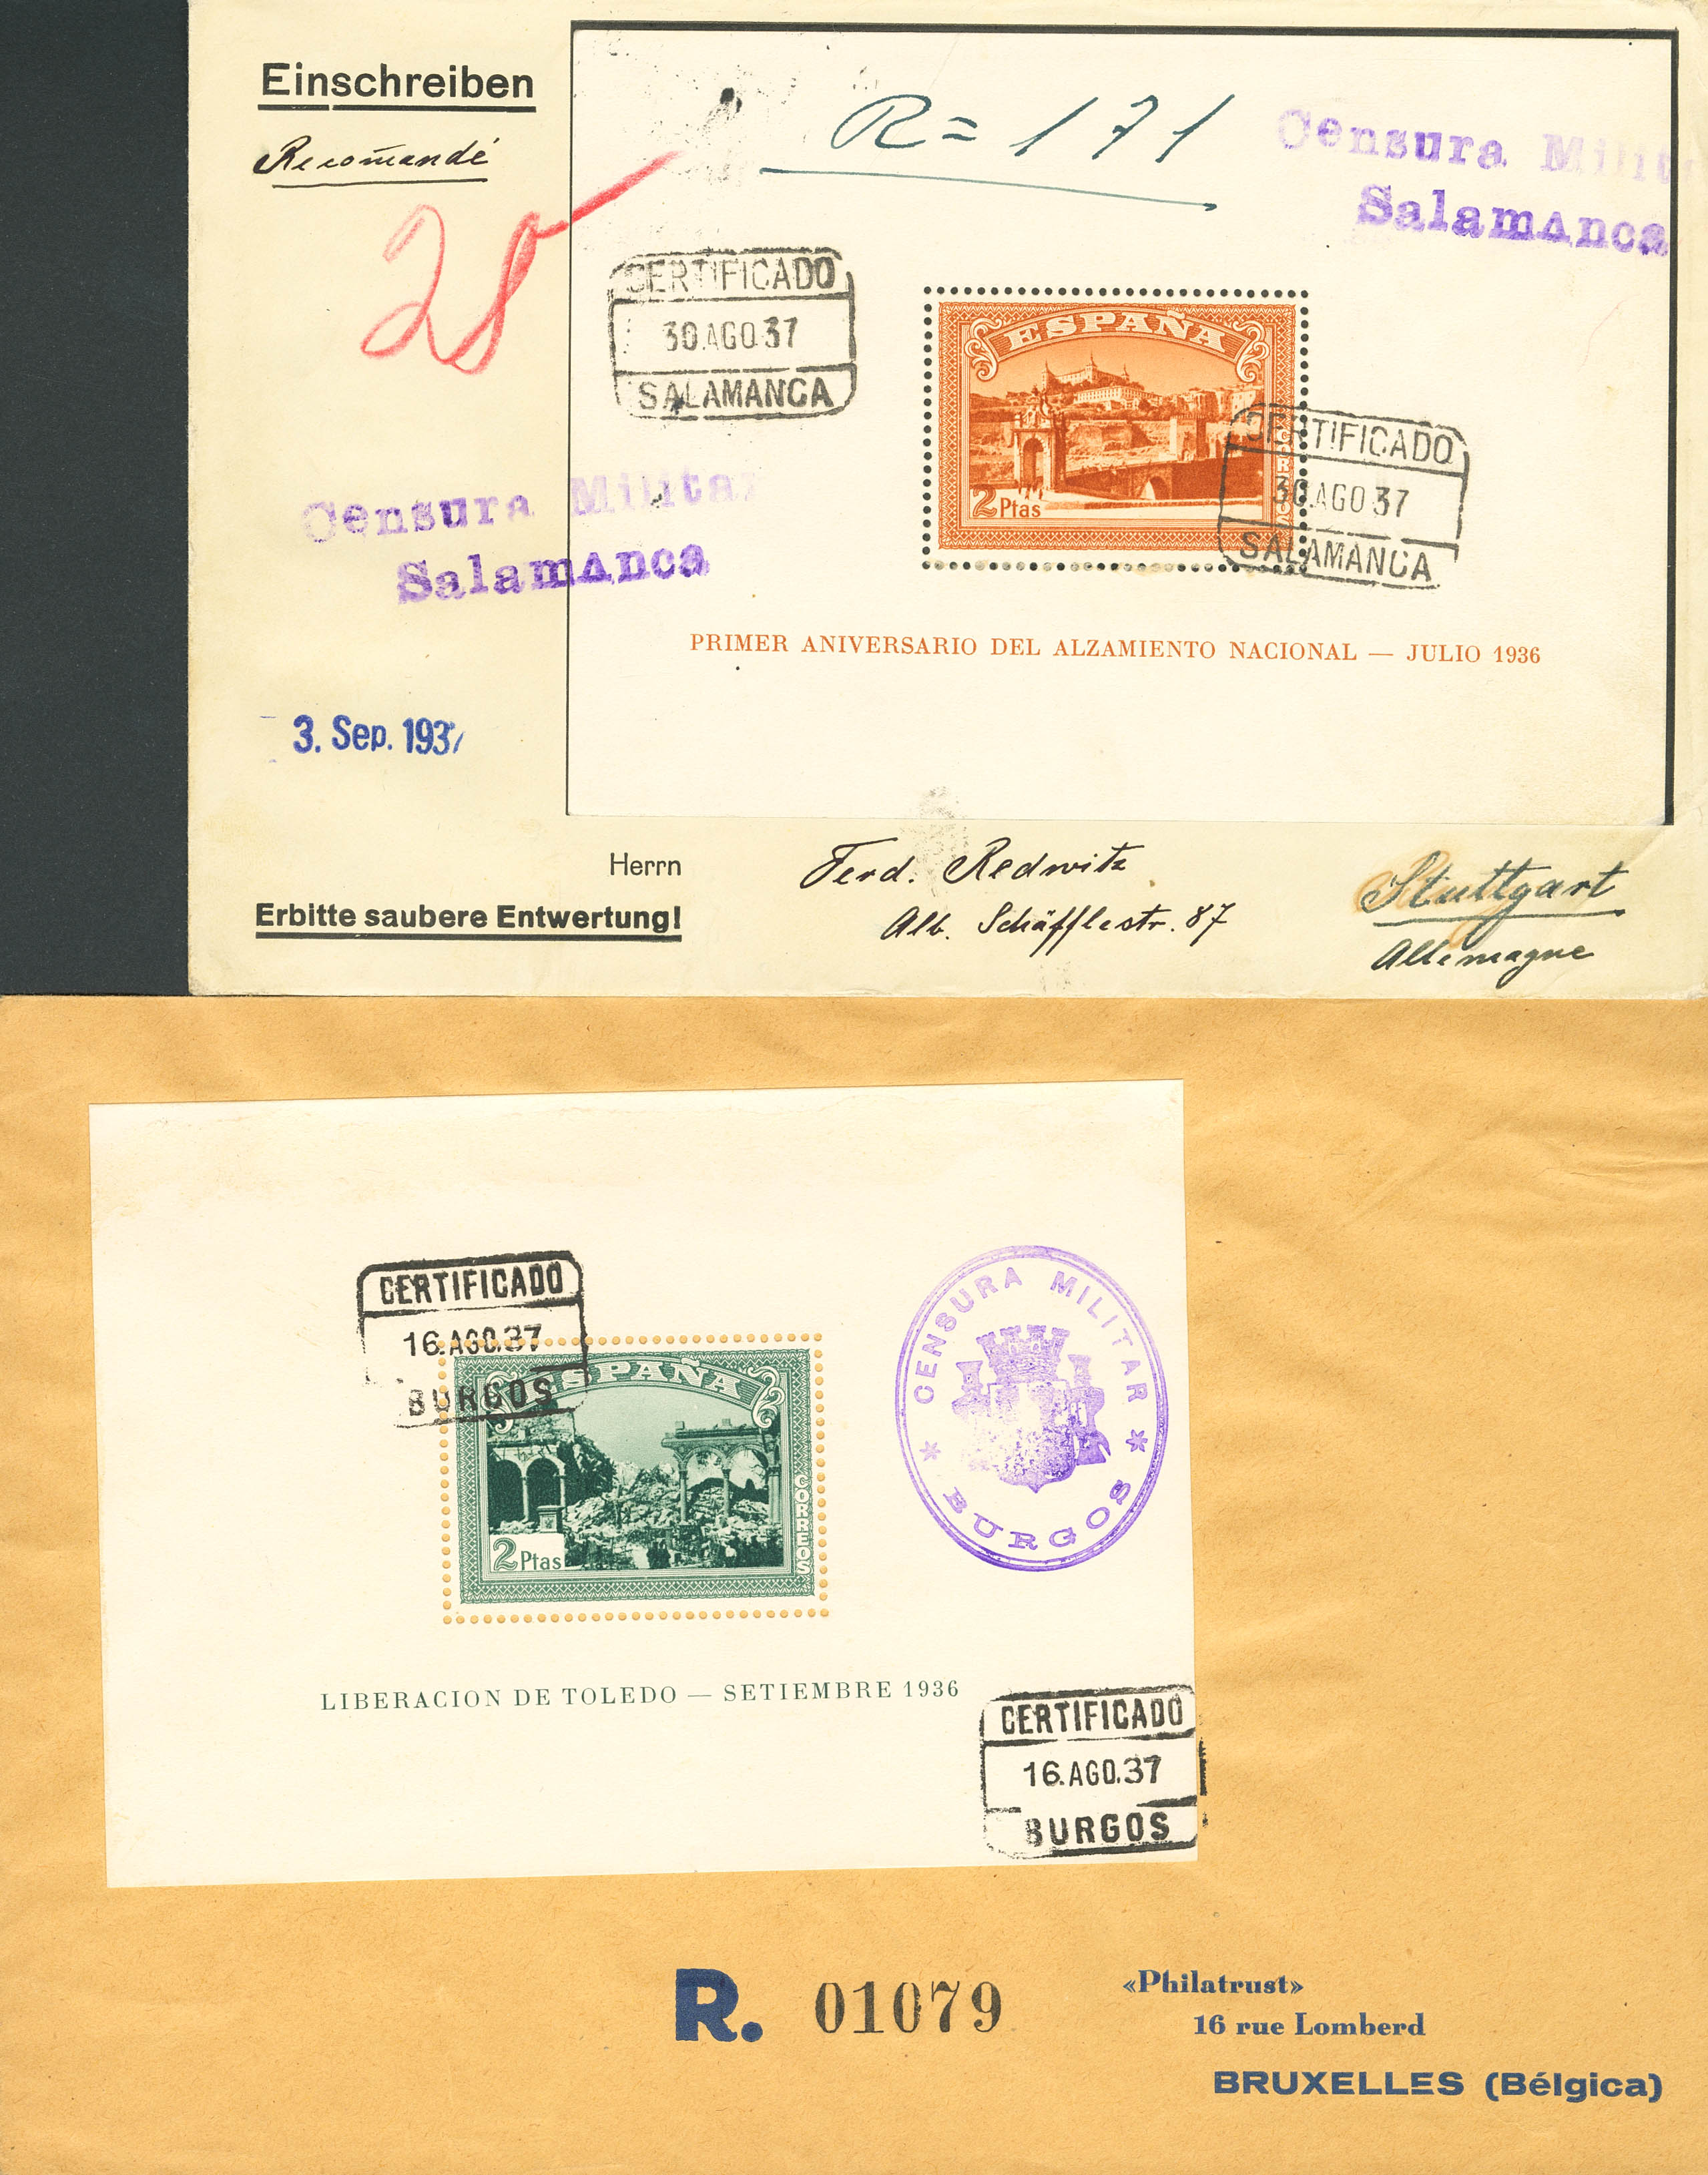 Einschreiben
Recom̄andé
R = 171
Censura Milit
Salamanca
28
CERTIFICADO
30.AGO.37
SALAMANCA
ESPAÑA
CORREOS
2 Ptas
CERTIFICADO
30.AGO.37
SALAMANCA
Censura Militar
Salamanca
PRIMER ANIVERSARIO DEL ALZAMIENTO NACIONAL — JULIO 1936
3. Sep. 1937
Herrn
Ferd. Redwitz
Erbitte saubere Entwertung!
Alb. Schäfflestr. 87
Stuttgart
Allemagne
CERTIFICADO
16.AGO.37
BURGOS
ESPAÑA
CORREOS
2 Ptas
CENSURA MILITAR
* BURGOS *
LIBERACION DE TOLEDO — SETIEMBRE 1936
CERTIFICADO
16.AGO.37
BURGOS
R. 01079
«Philatrust»
16 rue Lomberd
BRUXELLES (Bélgica)